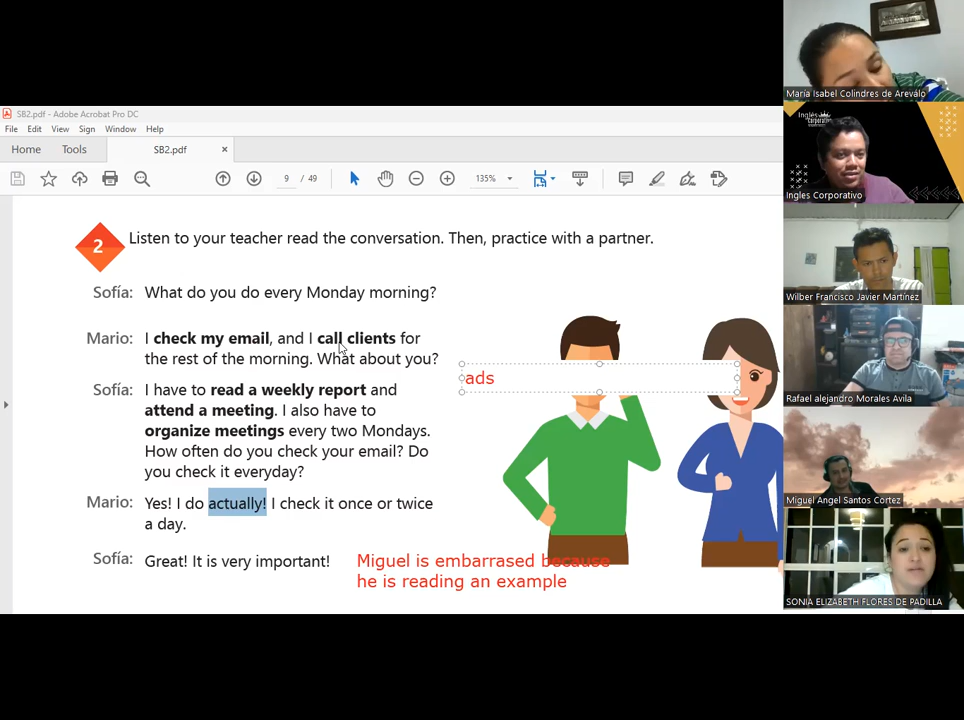 SB2.pdf - Adobe Acrobat Pro DC
File Edit View Sign Window Help
Home Tools SB2.pdf ×
9 / 49 135%
2 Listen to your teacher read the conversation. Then, practice with a partner.
Sofía: What do you do every Monday morning?
Mario: I check my email, and I call clients for
the rest of the morning. What about you?
Sofía: I have to read a weekly report and
attend a meeting. I also have to
organize meetings every two Mondays.
How often do you check your email? Do
you check it everyday?
Mario: Yes! I do actually! I check it once or twice
a day.
Sofía: Great! It is very important!
ads
Miguel is embarrased because
he is reading an example
María Isabel Colindres de Arevalo
Inglés
Corporativo
Ingles Corporativo
Wilber Francisco Javier Martínez
Rafael alejandro Morales Avila
Miguel Angel Santos Cortez
SONIA ELIZABETH FLORES DE PADILLA